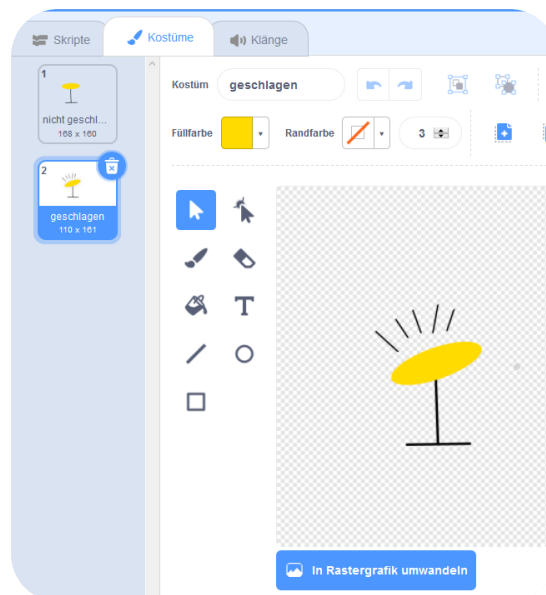 Skripte
Kostüme
Klänge
1
nicht geschl...
168 x 160
2
geschlagen
110 x 161
Kostüm
geschlagen
Füllfarbe
Randfarbe
3
T
In Rastergrafik umwandeln